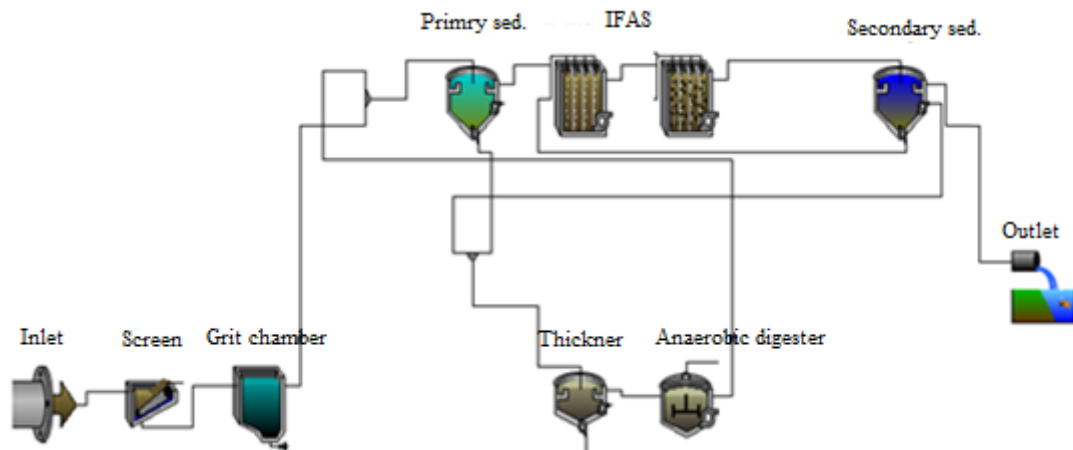 Primry sed.
IFAS
Secondary sed.
Outlet
Inlet
Screen
Grit chamber
Thickner
Anaerobic digester